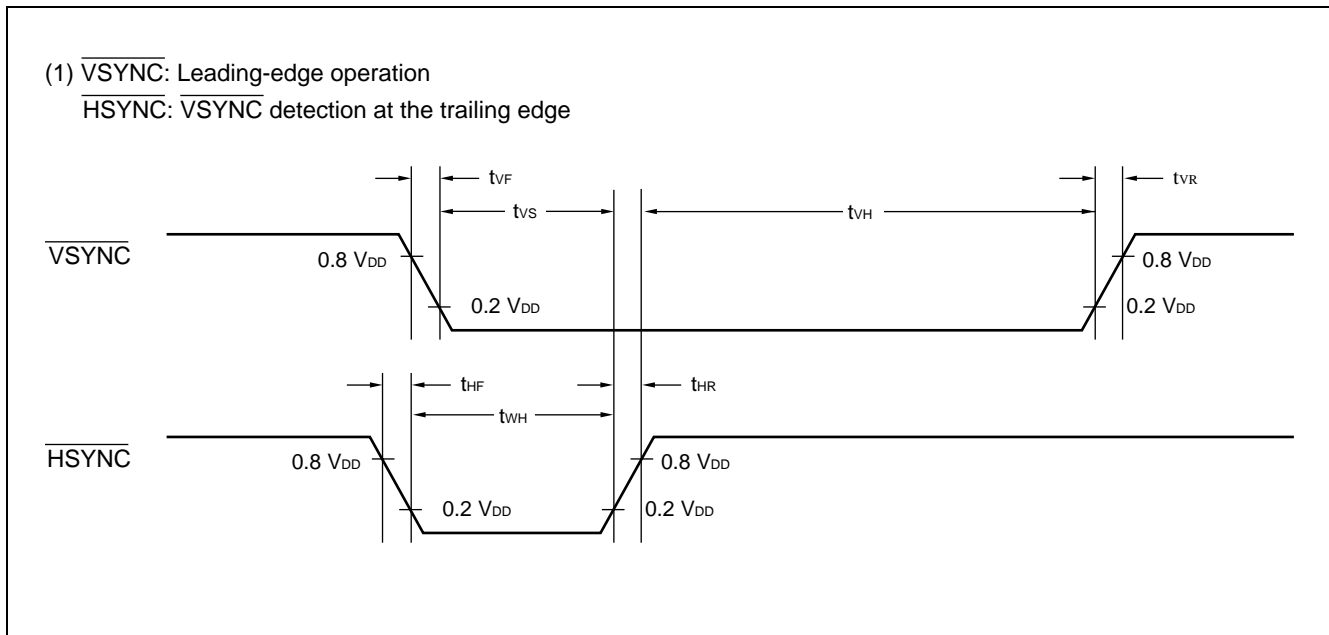 (1) VSYNC: Leading-edge operation
HSYNC: VSYNC detection at the trailing edge
tVF
tVR
tVS
tVH
VSYNC
0.8 VDD
0.8 VDD
0.2 VDD
0.2 VDD
tHF
tHR
tWH
HSYNC
0.8 VDD
0.8 VDD
0.2 VDD
0.2 VDD